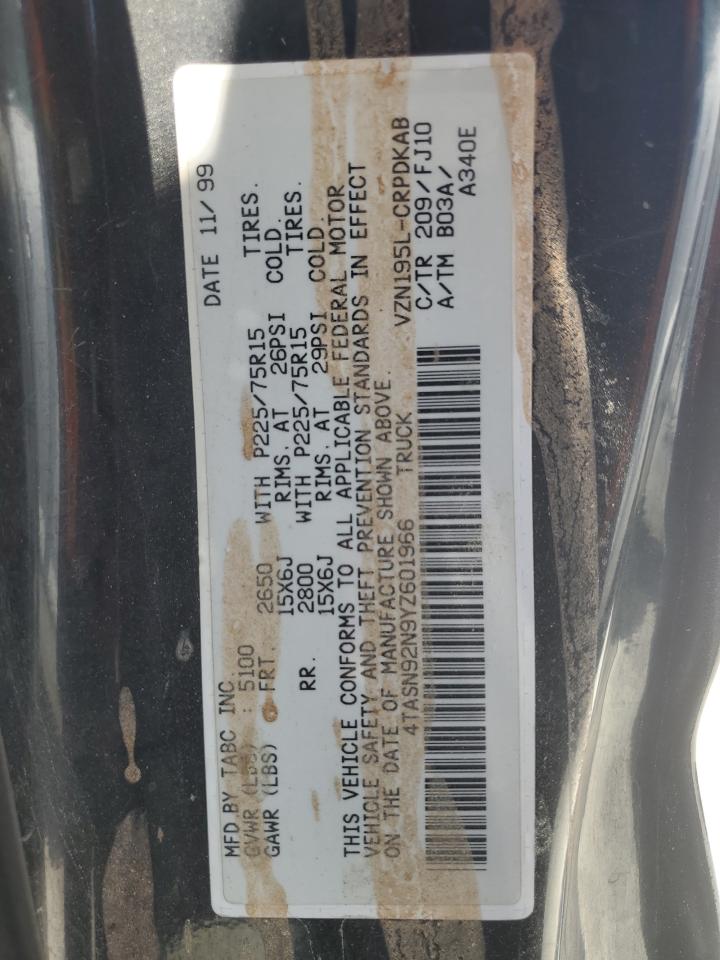 MFD.BY TABC INC. DATE 11/99
GVWR (LBS) : 5100
GAWR (LBS) @ FRT. 2650 WITH P225/75R15 TIRES.
15X6J RIMS. AT 26PSI COLD.
RR. 2800 WITH P225/75R15 TIRES.
15X6J RIMS. AT 29PSI COLD.
THIS VEHICLE CONFORMS TO ALL APPLICABLE FEDERAL MOTOR
VEHICLE SAFETY AND THEFT PREVENTION STANDARDS IN EFFECT
ON THE DATE OF MANUFACTURE SHOWN ABOVE.
4TASN92N9YZ601966 TRUCK VZN195L-CRPDKAB
C/TR 209/FJ10
A/TM B03A/
A340E